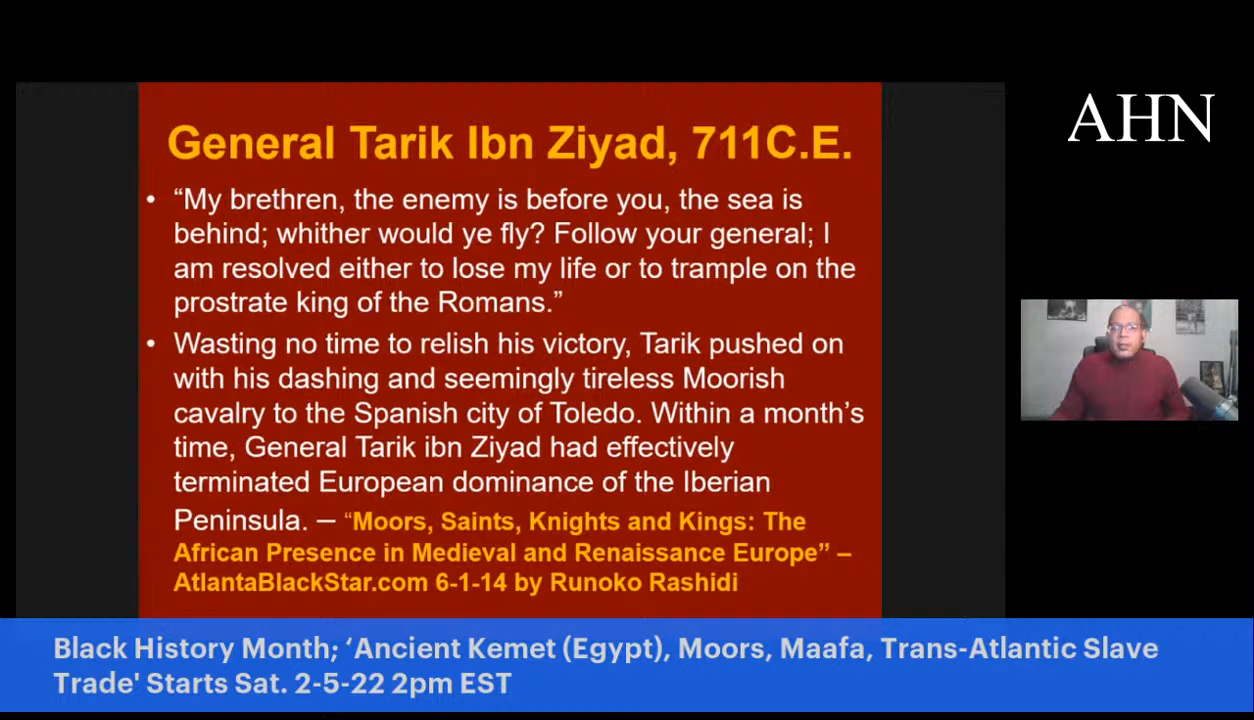 AHN
General Tarik Ibn Ziyad, 711C.E.
• “My brethren, the enemy is before you, the sea is
behind; whither would ye fly? Follow your general; I
am resolved either to lose my life or to trample on the
prostrate king of the Romans.”
• Wasting no time to relish his victory, Tarik pushed on
with his dashing and seemingly tireless Moorish
cavalry to the Spanish city of Toledo. Within a month’s
time, General Tarik ibn Ziyad had effectively
terminated European dominance of the Iberian
Peninsula. – “Moors, Saints, Knights and Kings: The
African Presence in Medieval and Renaissance Europe” –
AtlantaBlackStar.com 6-1-14 by Runoko Rashidi
Black History Month; ‘Ancient Kemet (Egypt), Moors, Maafa, Trans-Atlantic Slave
Trade' Starts Sat. 2-5-22 2pm EST